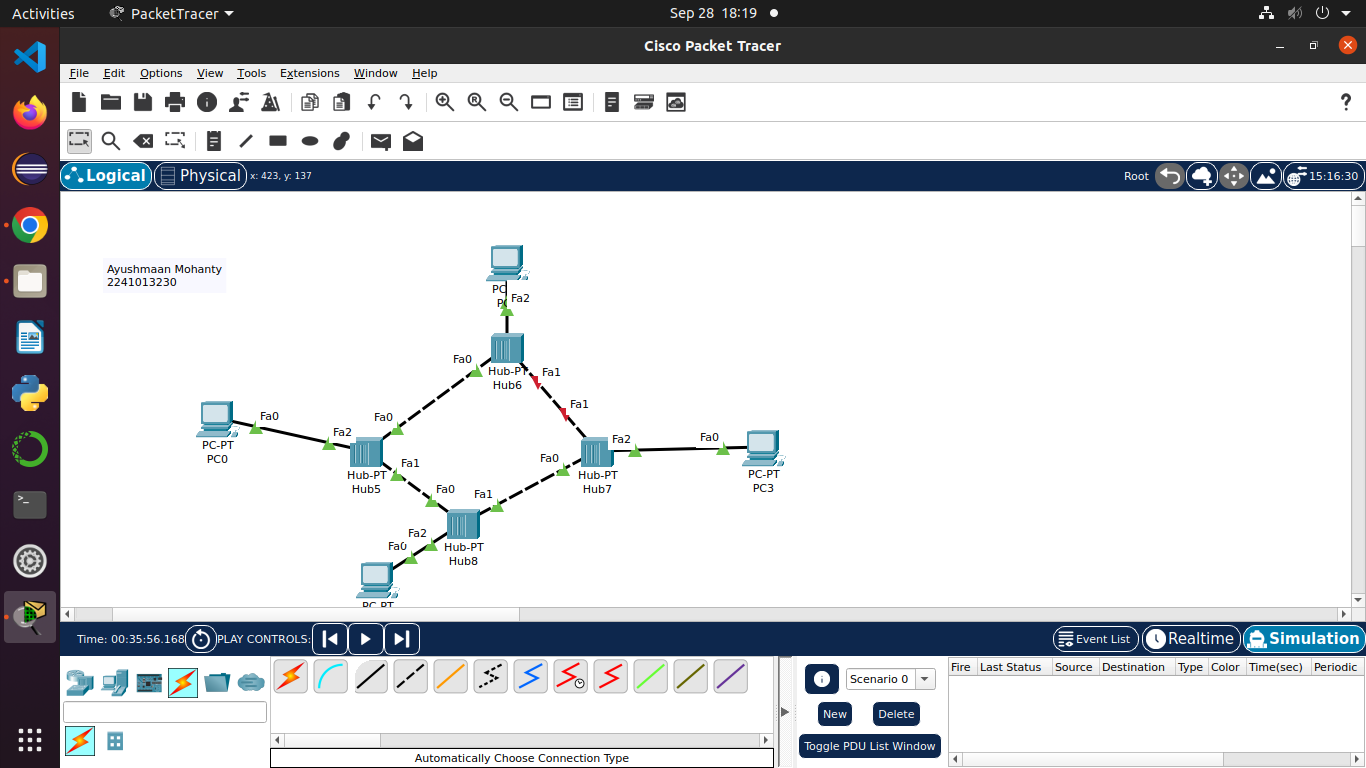 Activities PacketTracer Sep 28 18:19
Cisco Packet Tracer
File Edit Options View Tools Extensions Window Help
?
Logical Physical x: 423, y: 137 Root 15:16:30
Ayushmaan Mohanty
2241013230
PC
Fa2
Hub-PT
Hub6
Fa0
Fa1
Fa1
Fa0
PC-PT
PC0
Fa2
Fa0
Hub-PT
Hub5
Fa1
Fa2
Fa0
Hub-PT
Hub7
Fa0
PC-PT
PC3
Fa0
Fa1
Hub-PT
Hub8
Fa2
Fa0
PC-PT
Time: 00:35:56.168 PLAY CONTROLS: Event List Realtime Simulation
Scenario 0
New Delete
Toggle PDU List Window
Fire Last Status Source Destination Type Color Time(sec) Periodic
Automatically Choose Connection Type